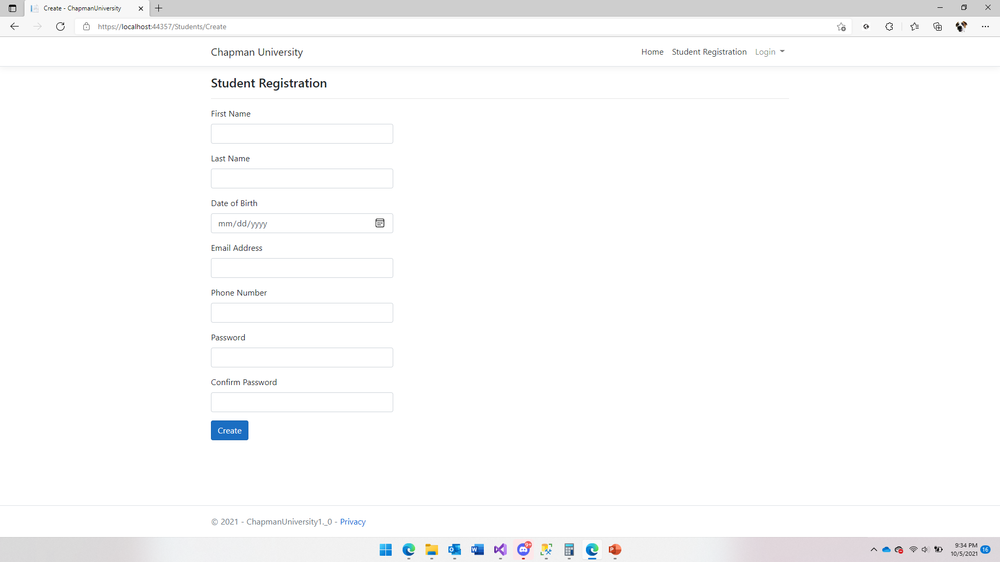 Create - ChapmanUniversity
https://localhost:44357/Students/Create
Chapman University
Home Student Registration Login
Student Registration
First Name
Last Name
Date of Birth
mm/dd/yyyy
Email Address
Phone Number
Password
Confirm Password
Create
© 2021 - ChapmanUniversity1._0 - Privacy
9+
9:34 PM
10/5/2021
16